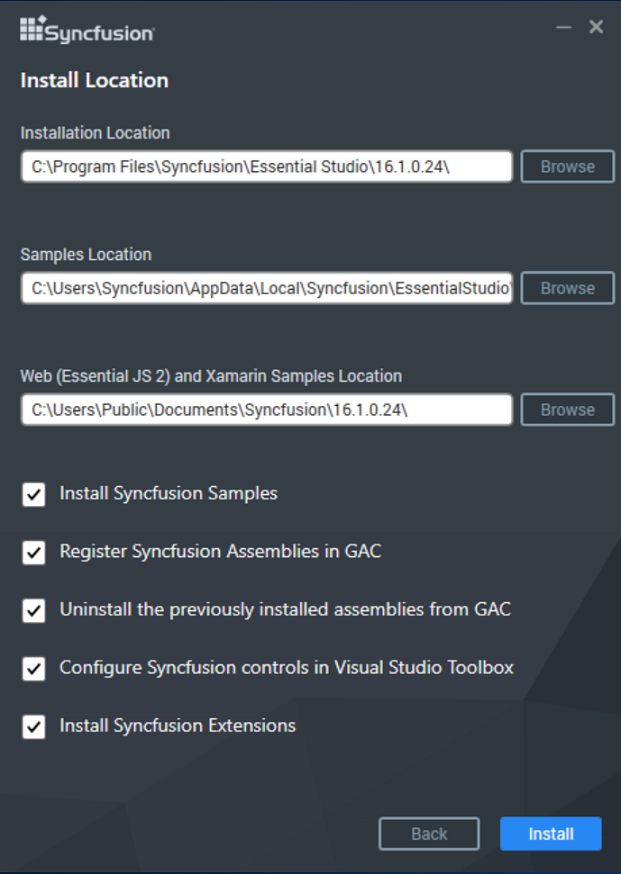 Syncfusion
Install Location
Installation Location
C:\Program Files\Syncfusion\Essential Studio\16.1.0.24\
Browse
Samples Location
C:\Users\Syncfusion\AppData\Local\Syncfusion\EssentialStudio\
Browse
Web (Essential JS 2) and Xamarin Samples Location
C:\Users\Public\Documents\Syncfusion\16.1.0.24\
Browse
Install Syncfusion Samples
Register Syncfusion Assemblies in GAC
Uninstall the previously installed assemblies from GAC
Configure Syncfusion controls in Visual Studio Toolbox
Install Syncfusion Extensions
Back
Install